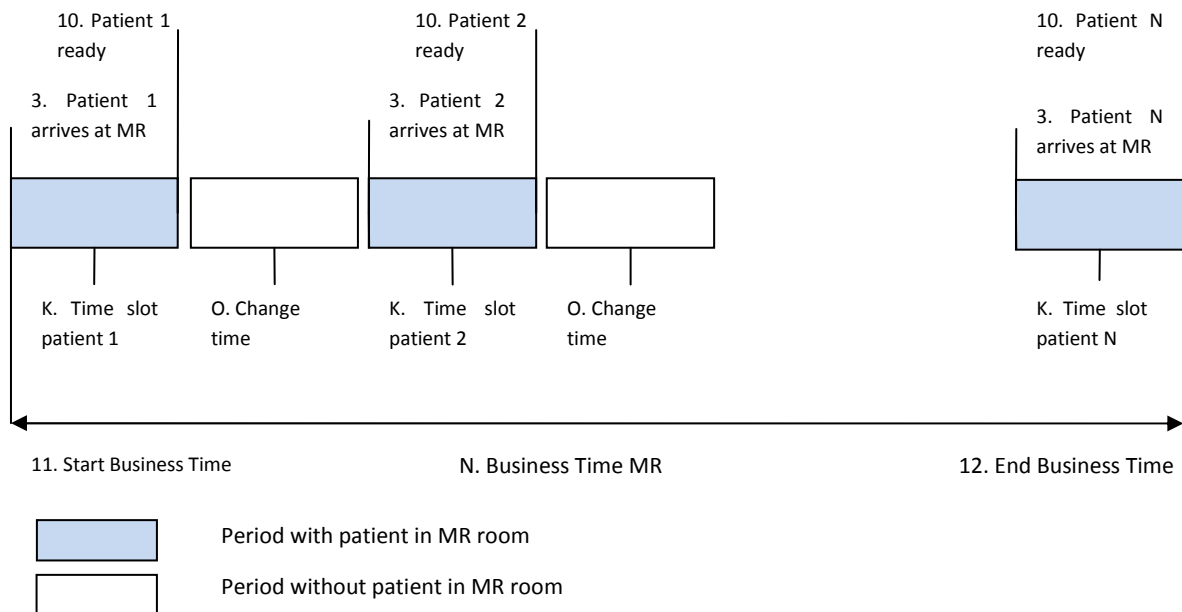 10. Patient 1
ready
10. Patient 2
ready
10. Patient N
ready
3. Patient 1
arrives at MR
3. Patient 2
arrives at MR
3. Patient N
arrives at MR
K. Time slot
patient 1
O. Change
time
K. Time slot
patient 2
O. Change
time
K. Time slot
patient N
11. Start Business Time
N. Business Time MR
12. End Business Time
Period with patient in MR room
Period without patient in MR room